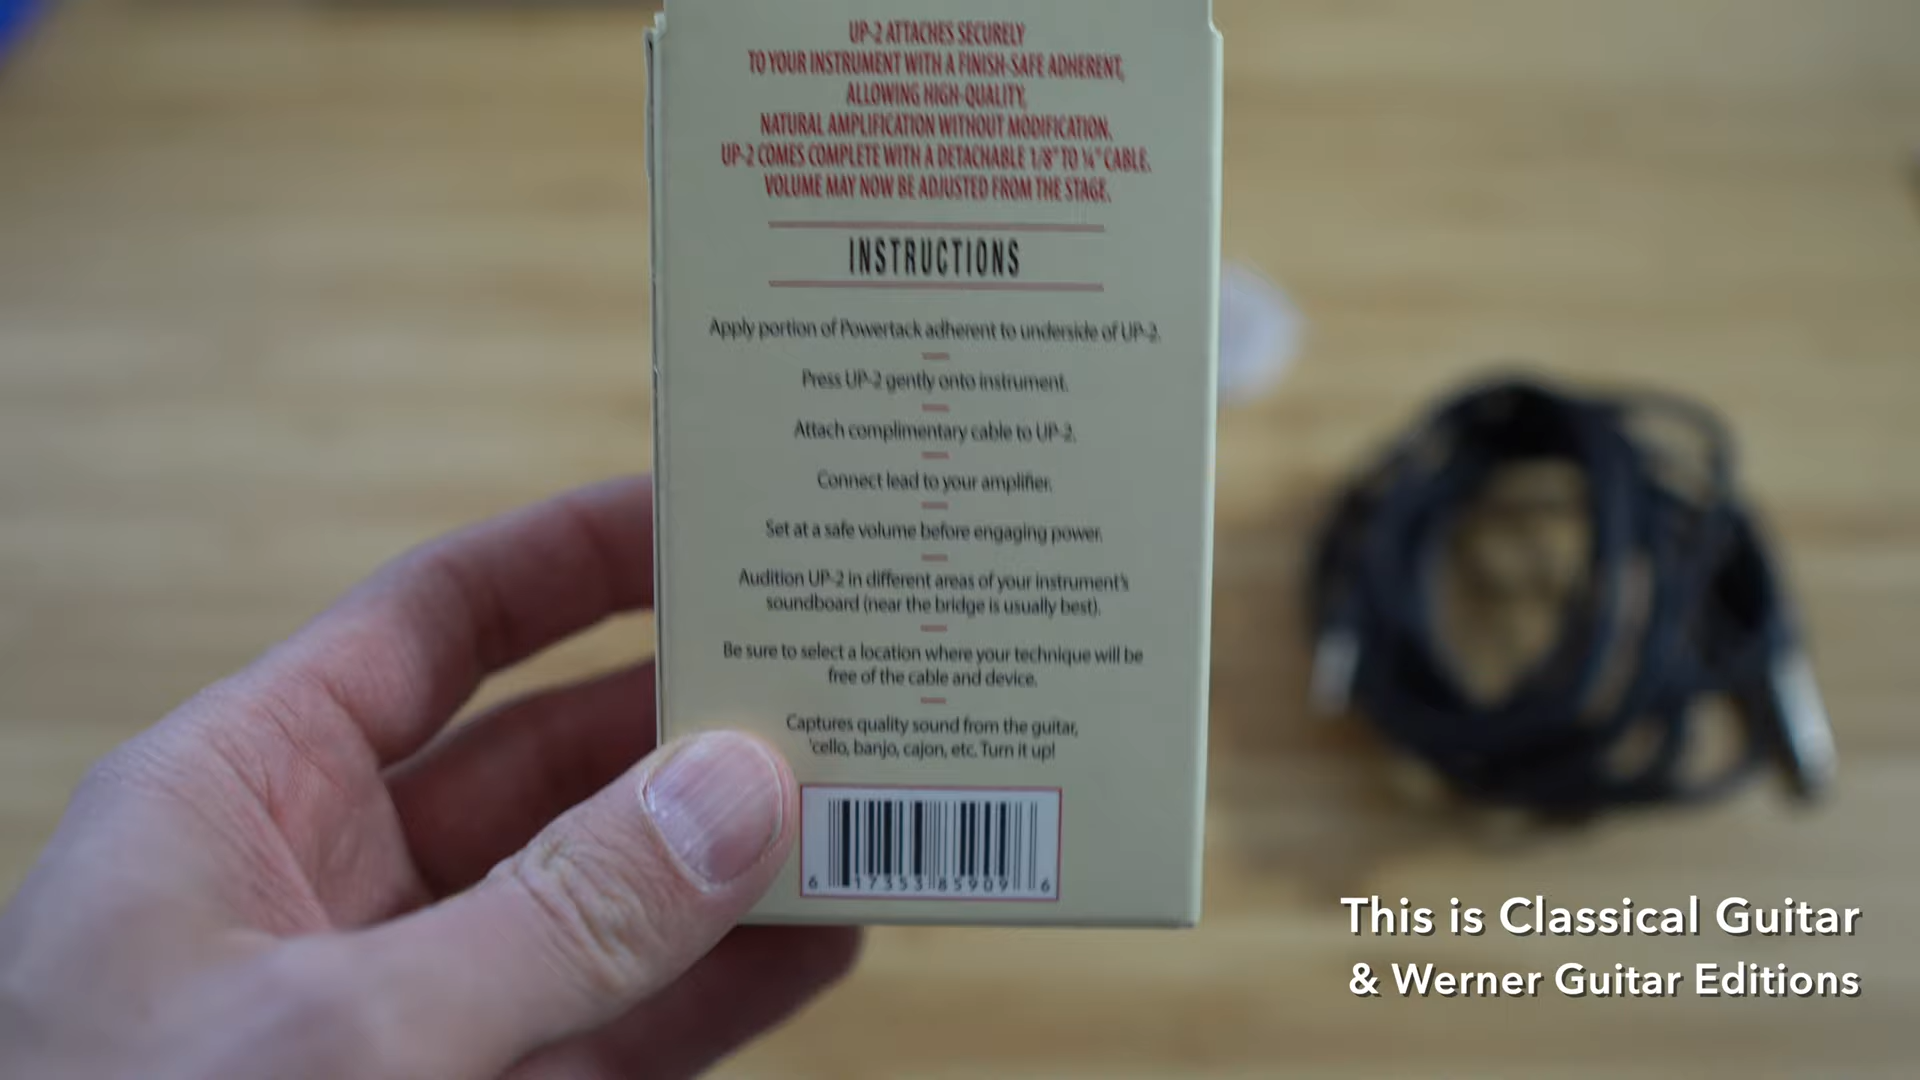 UP-2 ATTACHES SECURELY
TO YOUR INSTRUMENT WITH A FINISH-SAFE ADHERENT,
ALLOWING HIGH-QUALITY,
NATURAL AMPLIFICATION WITHOUT MODIFICATION.
UP-2 COMES COMPLETE WITH A DETACHABLE 1/8" TO ¼" CABLE.
VOLUME MAY NOW BE ADJUSTED FROM THE STAGE.
INSTRUCTIONS
Apply portion of Powertack adherent to underside of UP-2.
Press UP-2 gently onto instrument.
Attach complimentary cable to UP-2.
Connect lead to your amplifier.
Set at a safe volume before engaging power.
Audition UP-2 in different areas of your instrument's
soundboard (near the bridge is usually best).
Be sure to select a location where your technique will be
free of the cable and device.
Captures quality sound from the guitar,
'cello, banjo, cajon, etc. Turn it up!
6 17353 85909 6
This is Classical Guitar
& Werner Guitar Editions